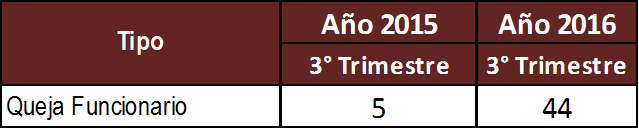 Tipo Año 2015 Año 2016
3° Trimestre 3° Trimestre
Queja Funcionario 5 44